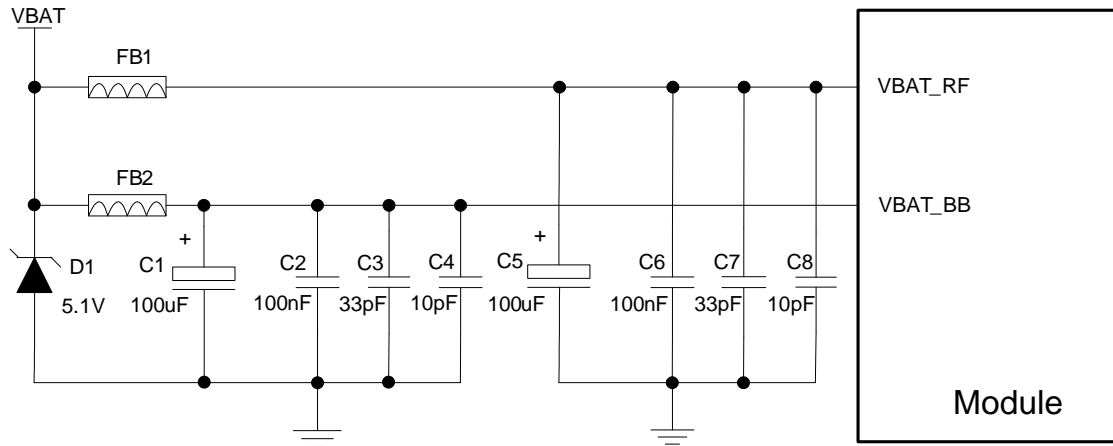 VBAT
FB1
VBAT_RF
FB2
VBAT_BB
+
+
D1
5.1V
C1
100uF
C2
100nF
C3
33pF
C4
10pF
C5
100uF
C6
100nF
C7
33pF
C8
10pF
Module